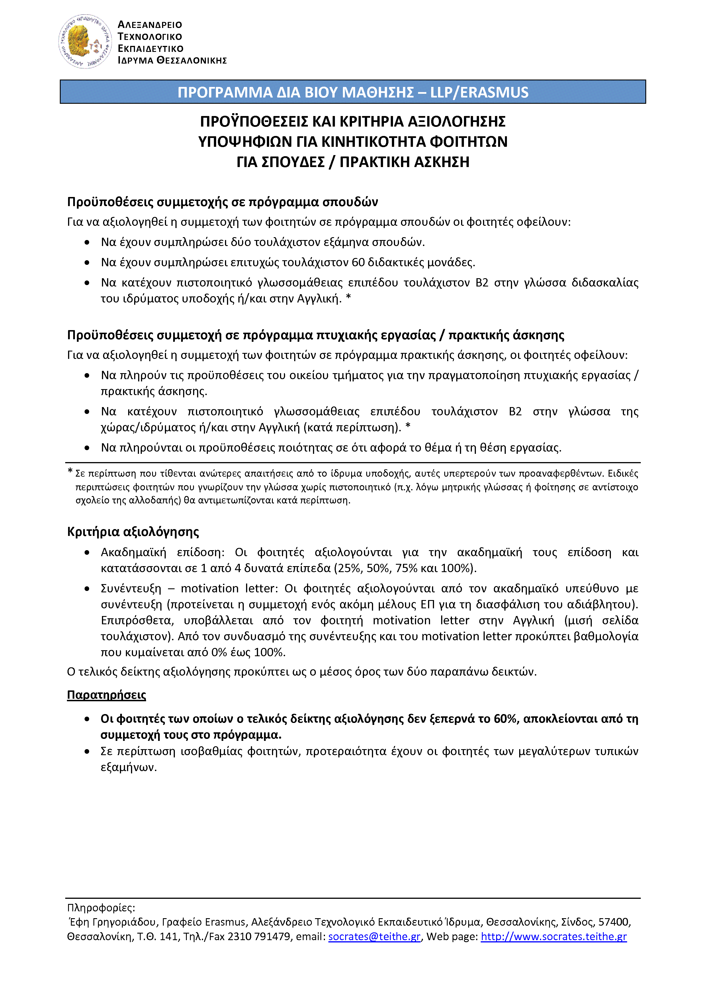 ΑΛΕΞΑΝΔΡΕΙΟ ΤΕΧΝΟΛΟΓΙΚΟ ΕΚΠΑΙΔΕΥΤΙΚΟ ΙΔΡΥΜΑ ΘΕΣΣΑΛΟΝΙΚΗΣ
ΑΤΕΙΘ
ΑΛΕΞΑΝΔΡΕΙΟ
ΤΕΧΝΟΛΟΓΙΚΟ
ΕΚΠΑΙΔΕΥΤΙΚΟ
ΙΔΡΥΜΑ ΘΕΣΣΑΛΟΝΙΚΗΣ
ΠΡΟΓΡΑΜΜΑ ΔΙΑ ΒΙΟΥ ΜΑΘΗΣΗΣ – LLP/ERASMUS
ΠΡΟΫΠΟΘΕΣΕΙΣ ΚΑΙ ΚΡΙΤΗΡΙΑ ΑΞΙΟΛΟΓΗΣΗΣ
ΥΠΟΨΗΦΙΩΝ ΓΙΑ ΚΙΝΗΤΙΚΟΤΗΤΑ ΦΟΙΤΗΤΩΝ
ΓΙΑ ΣΠΟΥΔΕΣ / ΠΡΑΚΤΙΚΗ ΑΣΚΗΣΗ
Προϋποθέσεις συμμετοχής σε πρόγραμμα σπουδών
Για να αξιολογηθεί η συμμετοχή των φοιτητών σε πρόγραμμα σπουδών οι φοιτητές οφείλουν:
• Να έχουν συμπληρώσει δύο τουλάχιστον εξάμηνα σπουδών.
• Να έχουν συμπληρώσει επιτυχώς τουλάχιστον 60 διδακτικές μονάδες.
• Να κατέχουν πιστοποιητικό γλωσσομάθειας επιπέδου τουλάχιστον Β2 στην γλώσσα διδασκαλίας
του ιδρύματος υποδοχής ή/και στην Αγγλική. *
Προϋποθέσεις συμμετοχή σε πρόγραμμα πτυχιακής εργασίας / πρακτικής άσκησης
Για να αξιολογηθεί η συμμετοχή των φοιτητών σε πρόγραμμα πρακτικής άσκησης, οι φοιτητές οφείλουν:
• Να πληρούν τις προϋποθέσεις του οικείου τμήματος για την πραγματοποίηση πτυχιακής εργασίας /
πρακτικής άσκησης.
• Να κατέχουν πιστοποιητικό γλωσσομάθειας επιπέδου τουλάχιστον Β2 στην γλώσσα της
χώρας/ιδρύματος ή/και στην Αγγλική (κατά περίπτωση). *
• Να πληρούνται οι προϋποθέσεις ποιότητας σε ότι αφορά το θέμα ή τη θέση εργασίας.
* Σε περίπτωση που τίθενται ανώτερες απαιτήσεις από το ίδρυμα υποδοχής, αυτές υπερτερούν των προαναφερθέντων. Ειδικές
περιπτώσεις φοιτητών που γνωρίζουν την γλώσσα χωρίς πιστοποιητικό (π.χ. λόγω μητρικής γλώσσας ή φοίτησης σε αντίστοιχο
σχολείο της αλλοδαπής) θα αντιμετωπίζονται κατά περίπτωση.
Κριτήρια αξιολόγησης
• Ακαδημαϊκή επίδοση: Οι φοιτητές αξιολογούνται για την ακαδημαϊκή τους επίδοση και
κατατάσσονται σε 1 από 4 δυνατά επίπεδα (25%, 50%, 75% και 100%).
• Συνέντευξη – motivation letter: Οι φοιτητές αξιολογούνται από τον ακαδημαϊκό υπεύθυνο με
συνέντευξη (προτείνεται η συμμετοχή ενός ακόμη μέλους ΕΠ για τη διασφάλιση του αδιάβλητου).
Επιπρόσθετα, υποβάλλεται από τον φοιτητή motivation letter στην Αγγλική (μισή σελίδα
τουλάχιστον). Από τον συνδυασμό της συνέντευξης και του motivation letter προκύπτει βαθμολογία
που κυμαίνεται από 0% έως 100%.
Ο τελικός δείκτης αξιολόγησης προκύπτει ως ο μέσος όρος των δύο παραπάνω δεικτών.
Παρατηρήσεις
• Οι φοιτητές των οποίων ο τελικός δείκτης αξιολόγησης δεν ξεπερνά το 60%, αποκλείονται από τη
συμμετοχή τους στο πρόγραμμα.
• Σε περίπτωση ισοβαθμίας φοιτητών, προτεραιότητα έχουν οι φοιτητές των μεγαλύτερων τυπικών
εξαμήνων.
Πληροφορίες:
Έφη Γρηγοριάδου, Γραφείο Erasmus, Αλεξάνδρειο Τεχνολογικό Εκπαιδευτικό Ίδρυμα, Θεσσαλονίκης, Σίνδος, 57400,
Θεσσαλονίκη, Τ.Θ. 141, Τηλ./Fax 2310 791479, email: socrates@teithe.gr, Web page: http://www.socrates.teithe.gr